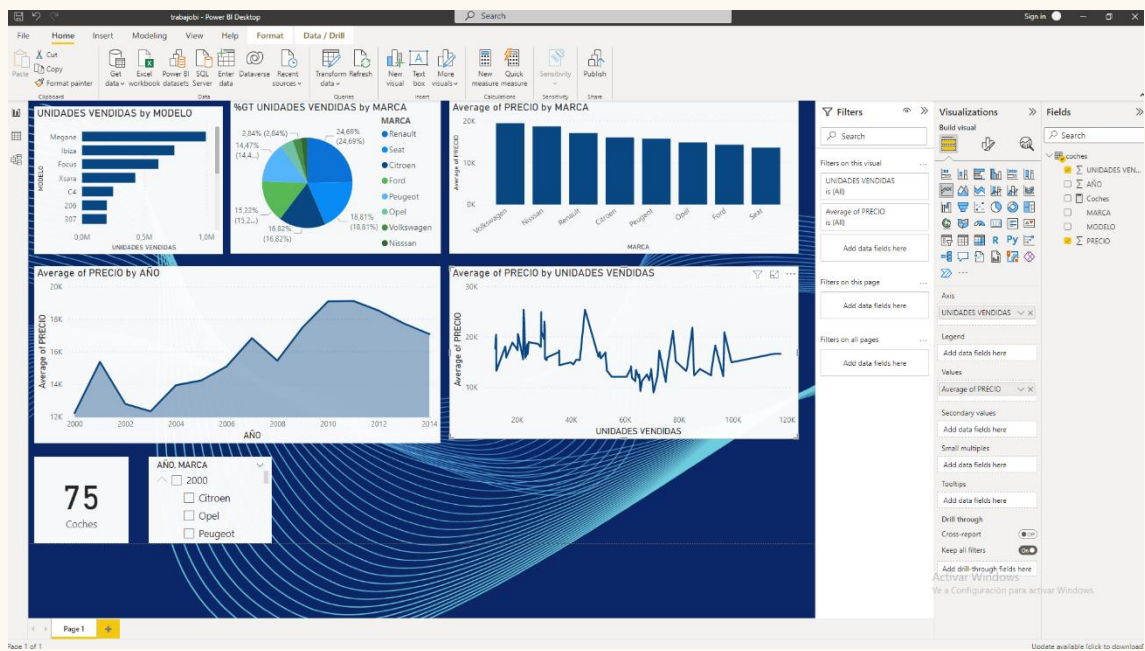 trabajobi - Power BI Desktop
Search
Sign in
File Home Insert Modeling View Help Format Data / Drill
Paste
Cut
Copy
Format painter
Get data
Excel workbook
Power BI datasets
SQL Server
Enter data
Dataverse
Recent sources
Transform data
Refresh
New visual
Text box
More visuals
New measure
Quick measure
Sensitivity
Publish
Clipboard
Data
Queries
Insert
Calculations
Sensitivity
Share
UNIDADES VENDIDAS by MODELO
MODELO
Megane
Ibiza
Focus
Xsara
C4
206
307
0,0M 0,5M 1,0M
UNIDADES VENDIDAS
%GT UNIDADES VENDIDAS by MARCA
2,84% (2,84%)
14,47%
(14,4...)
15,22%
(15,2...)
16,82%
(16,82%)
18,81%
(18,81%)
24,69%
(24,69%)
MARCA
Renault
Seat
Citroen
Ford
Peugeot
Opel
Volkswagen
Nisssan
Average of PRECIO by MARCA
Average of PRECIO
20K
10K
0K
Volkswagen Nisssan Renault Citroen Peugeot Opel Ford Seat
MARCA
Average of PRECIO by AÑO
Average of PRECIO
20K
18K
16K
14K
12K
2000 2002 2004 2006 2008 2010 2012 2014
AÑO
Average of PRECIO by UNIDADES VENDIDAS
Average of PRECIO
30K
20K
10K
20K 40K 60K 80K 100K 120K
UNIDADES VENDIDAS
75
Coches
AÑO, MARCA
2000
Citroen
Opel
Peugeot
Filters
Search
Filters on this visual
UNIDADES VENDIDAS
is (All)
Average of PRECIO
is (All)
Add data fields here
Filters on this page
Add data fields here
Filters on all pages
Add data fields here
Visualizations
Build visual
R Py
Axis
UNIDADES VENDIDAS
Legend
Add data fields here
Values
Average of PRECIO
Secondary values
Add data fields here
Small multiples
Add data fields here
Tooltips
Add data fields here
Drill through
Cross-report
Off
Keep all filters
On
Add drill-through fields here
Fields
Search
coches
UNIDADES VEN...
AÑO
Coches
MARCA
MODELO
PRECIO
Activar Windows
Ve a Configuración para activar Windows.
Page 1
Page 1 of 1
Update available (click to download)